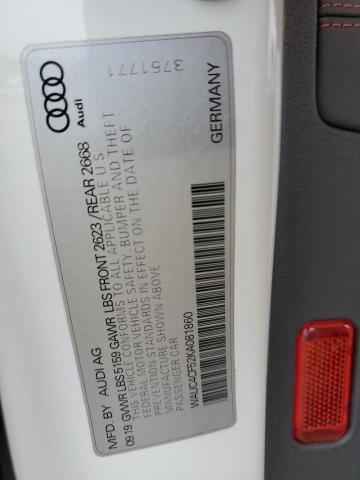 Audi
3751771
GERMANY
MFD. BY AUDI AG
09 19 GVWR LBS 5159 GAWR LBS FRONT 2623 / REAR 2668
THIS VEHICLE CONFORMS TO ALL APPLICABLE U S
FEDERAL MOTOR VEHICLE SAFETY, BUMPER AND THEFT
PREVENTION STANDARDS IN EFFECT ON THE DATE OF
MANUFACTURE SHOWN ABOVE
PASSENGER CAR
WAUC4CF52KA081860